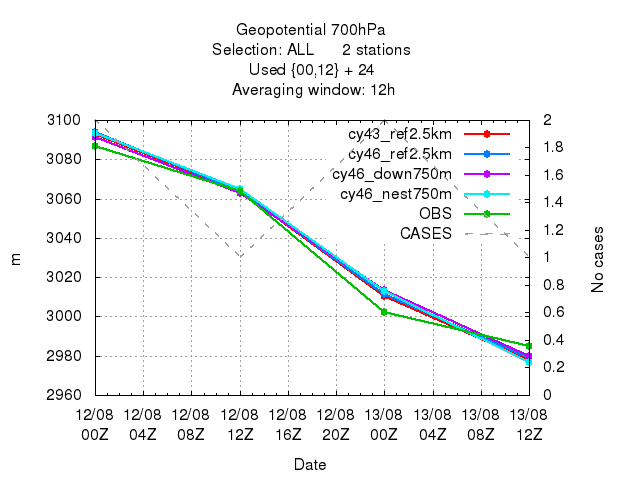 Geopotential 700hPa
Selection: ALL 2 stations
Used {00,12} + 24
Averaging window: 12h
3100
3080
3060
3040
3020
3000
2980
2960
m
2
1.8
1.6
1.4
1.2
1
0.8
0.6
0.4
0.2
0
No cases
cy43_ref2.5km
cy46_ref2.5km
cy46_down750m
cy46_nest750m
OBS
CASES
12/08 12/08 12/08 12/08 12/08 12/08 13/08 13/08 13/08 13/08
00Z 04Z 08Z 12Z 16Z 20Z 00Z 04Z 08Z 12Z
Date